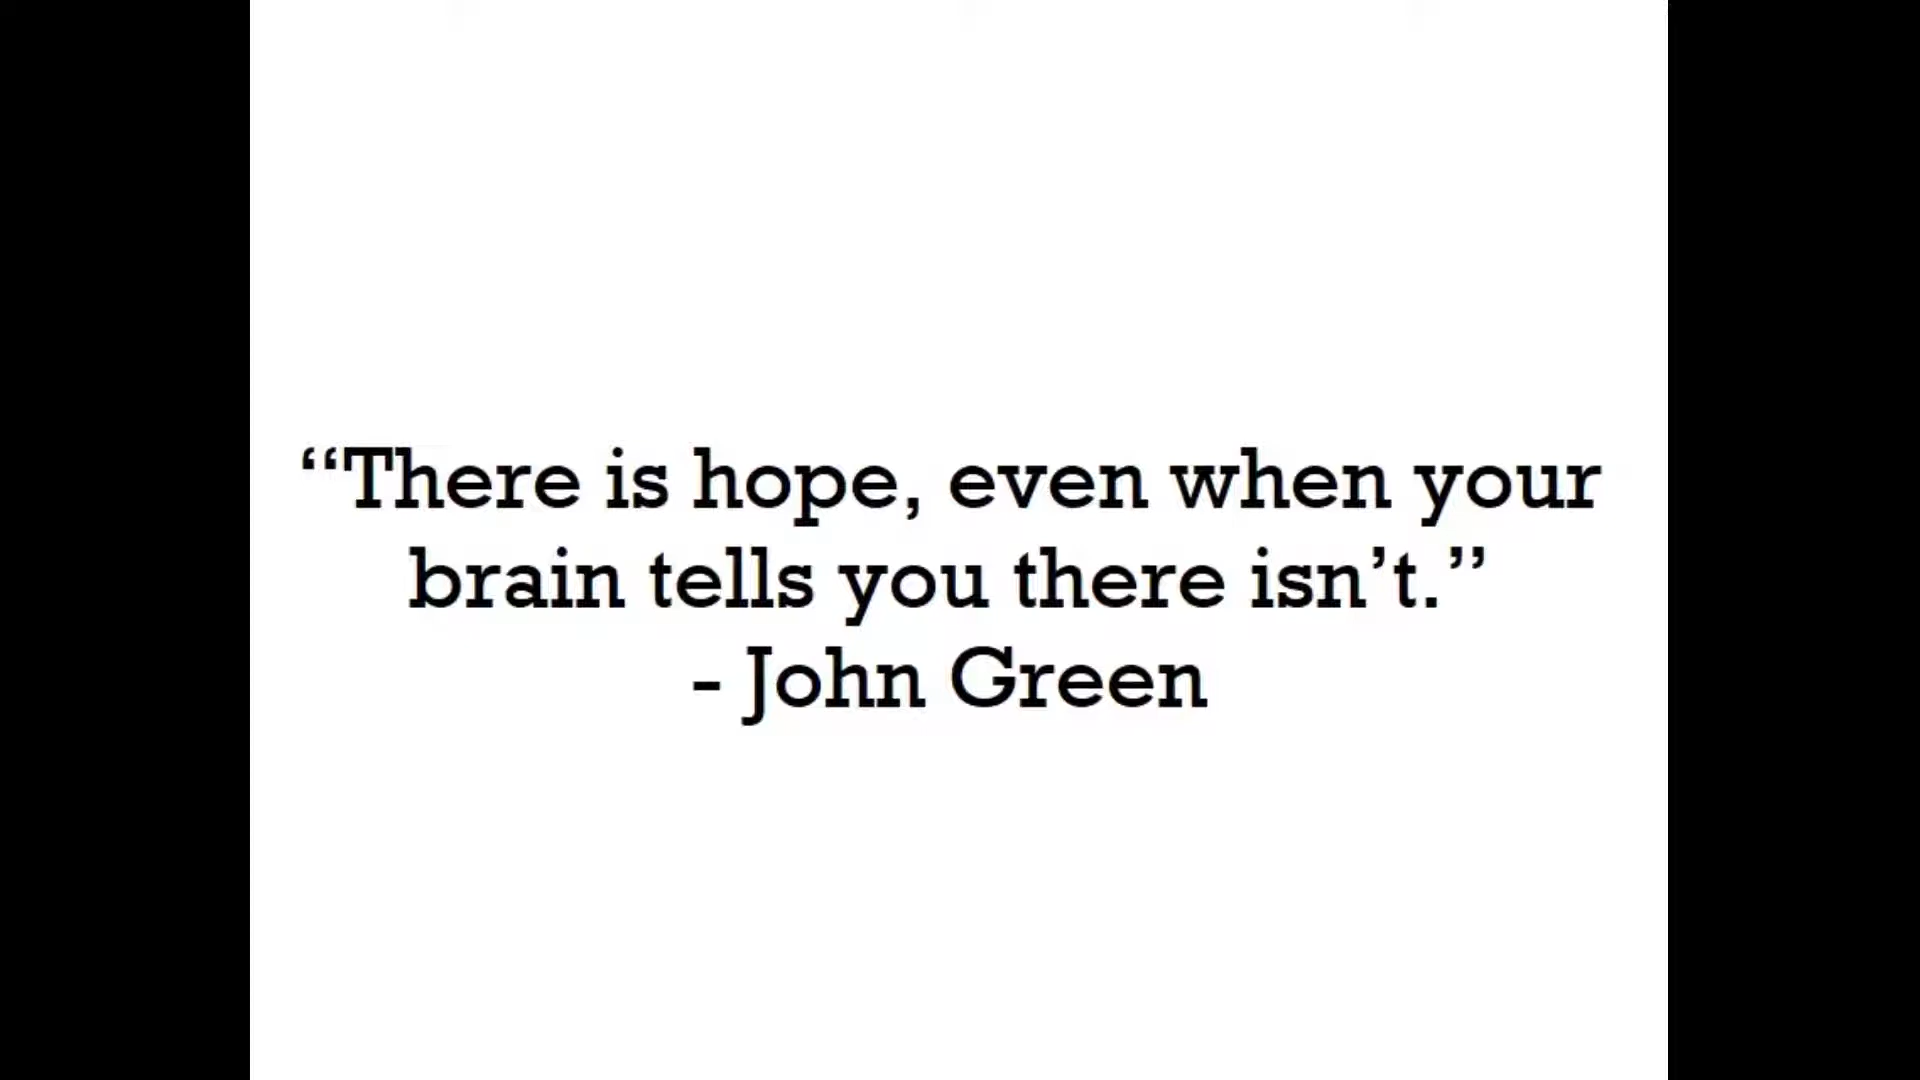 “There is hope, even when your
brain tells you there isn’t.”
- John Green